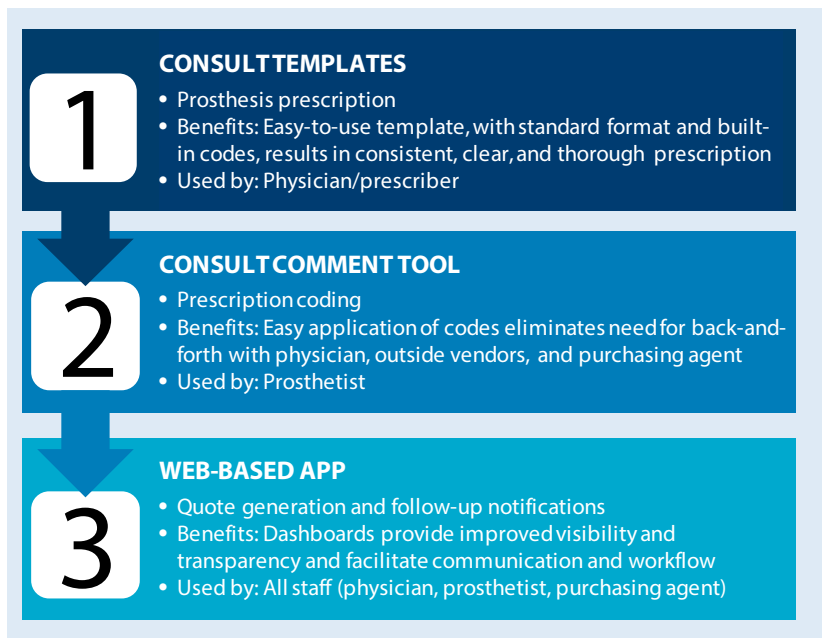 1
CONSULT TEMPLATES
• Prosthesis prescription
• Benefits: Easy-to-use template, with standard format and built-
in codes, results in consistent, clear, and thorough prescription
• Used by: Physician/prescriber
2
CONSULT COMMENT TOOL
• Prescription coding
• Benefits: Easy application of codes eliminates need for back-and-
forth with physician, outside vendors, and purchasing agent
• Used by: Prosthetist
3
WEB-BASED APP
• Quote generation and follow-up notifications
• Benefits: Dashboards provide improved visibility and
transparency and facilitate communication and workflow
• Used by: All staff (physician, prosthetist, purchasing agent)